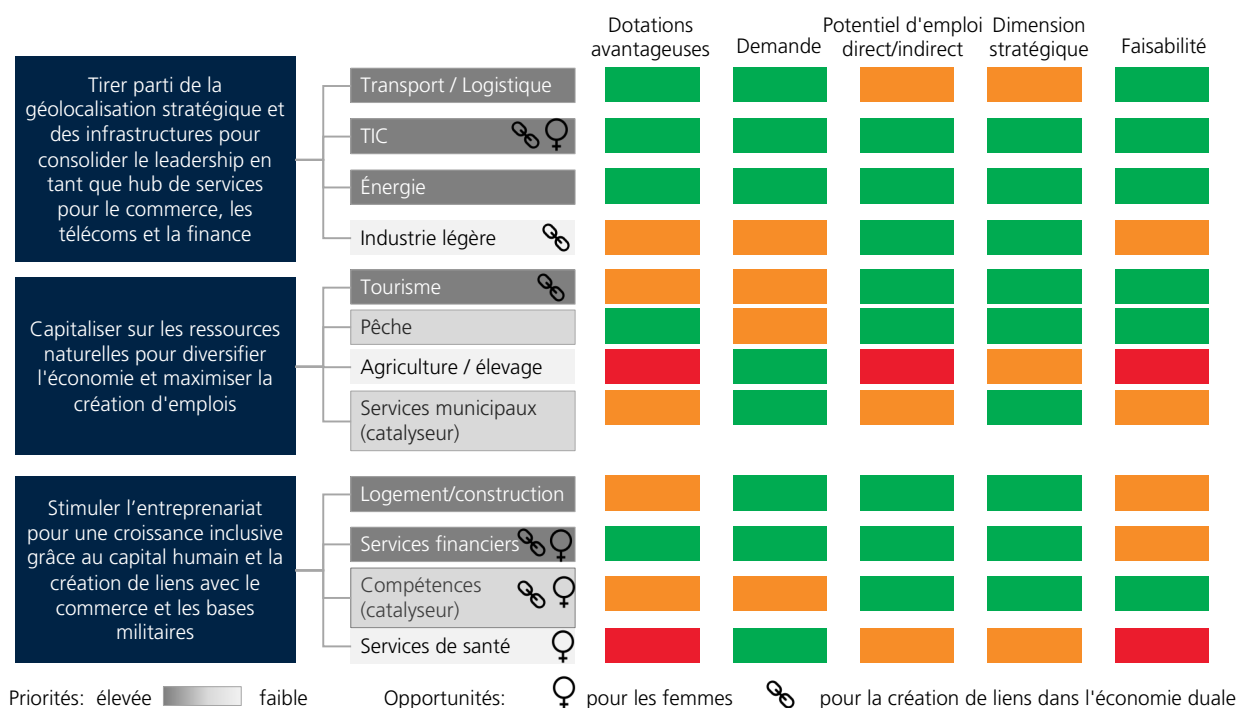 Dotations
avantageuses
Demande
Potentiel d'emploi
direct/indirect
Dimension
stratégique
Faisabilité
Tirer parti de la
géolocalisation stratégique et
des infrastructures pour
consolider le leadership en
tant que hub de services
pour le commerce, les
télécoms et la finance
Transport / Logistique
TIC
Énergie
Industrie légère
Capitaliser sur les ressources
naturelles pour diversifier
l'économie et maximiser la
création d'emplois
Tourisme
Pêche
Agriculture / élevage
Services municipaux
(catalyseur)
Stimuler l’entreprenariat
pour une croissance inclusive
grâce au capital humain et la
création de liens avec le
commerce et les bases
militaires
Logement/construction
Services financiers
Compétences
(catalyseur)
Services de santé
Priorités: élevée faible Opportunités: pour les femmes pour la création de liens dans l'économie duale